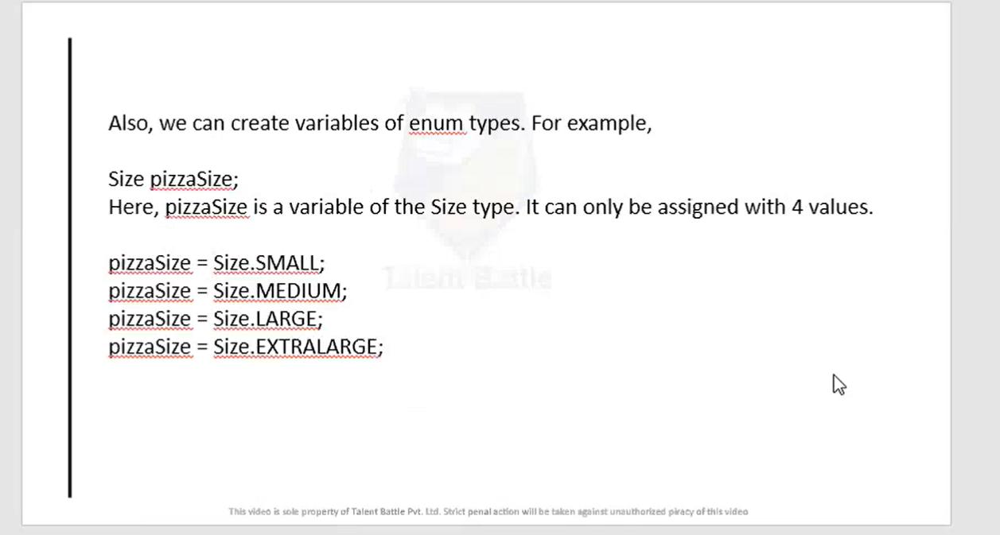 Also, we can create variables of enum types. For example,
Size pizzaSize;
Here, pizzaSize is a variable of the Size type. It can only be assigned with 4 values.
Talent Battle
pizzaSize = Size.SMALL;
pizzaSize = Size.MEDIUM;
pizzaSize = Size.LARGE;
pizzaSize = Size.EXTRALARGE;
This video is sole property of Talent Battle Pvt. Ltd. Strict penal action will be taken against unauthorized piracy of this video